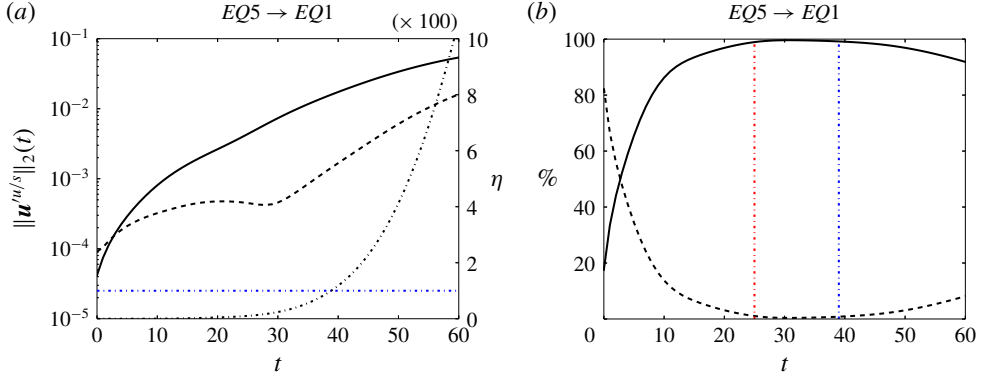 (a) EQ5 → EQ1 (× 100)
10⁻¹ 10
10⁻² 8
10⁻³ 6
10⁻⁴ 4
10⁻⁵ 2
0
‖u′ᵘ/ˢ‖₂(t)
η
0 10 20 30 40 50 60
t
(b) EQ5 → EQ1
100
80
60
%
40
20
0 10 20 30 40 50 60
t